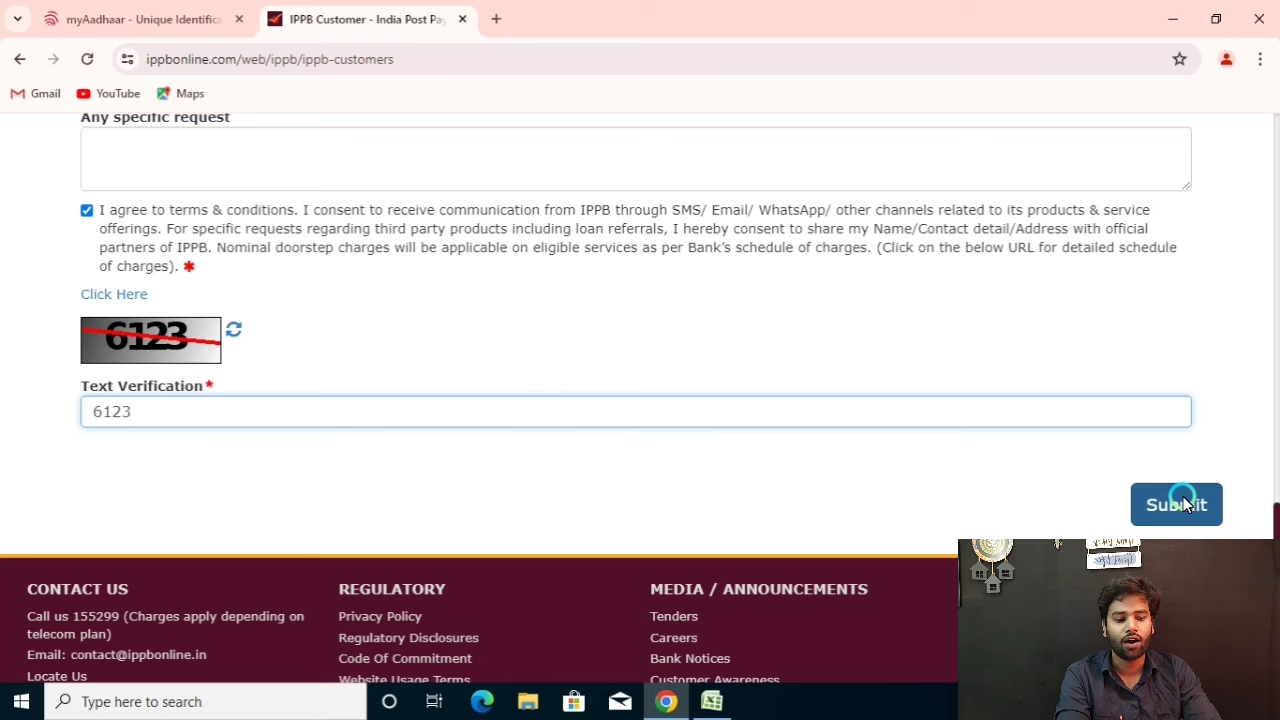 myAadhaar - Unique Identifica
IPPB Customer - India Post Pay
ippbonline.com/web/ippb/ippb-customers
Gmail
YouTube
Maps
Any specific request
I agree to terms & conditions. I consent to receive communication from IPPB through SMS/ Email/ WhatsApp/ other channels related to its products & service
offerings. For specific requests regarding third party products including loan referrals, I hereby consent to share my Name/Contact detail/Address with official
partners of IPPB. Nominal doorstep charges will be applicable on eligible services as per Bank's schedule of charges. (Click on the below URL for detailed schedule
of charges). *
Click Here
6123
Text Verification*
6123
Submit
CONTACT US
Call us 155299 (Charges apply depending on
telecom plan)
Email: contact@ippbonline.in
Locate Us
REGULATORY
Privacy Policy
Regulatory Disclosures
Code Of Commitment
Website Usage Terms
MEDIA / ANNOUNCEMENTS
Tenders
Careers
Bank Notices
Customer Awareness
Type here to search